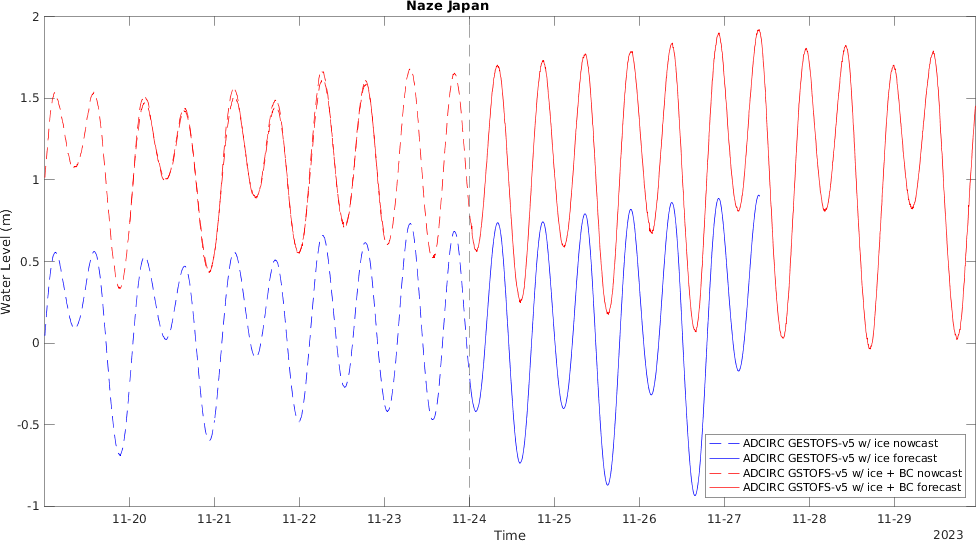 Naze Japan
2
1.5
1
0.5
0
-0.5
-1
Water Level (m)
11-20
11-21
11-22
11-23
11-24
11-25
11-26
11-27
11-28
11-29
Time
2023
ADCIRC GESTOFS-v5 w/ ice nowcast
ADCIRC GESTOFS-v5 w/ ice forecast
ADCIRC GSTOFS-v5 w/ ice + BC nowcast
ADCIRC GSTOFS-v5 w/ ice + BC forecast